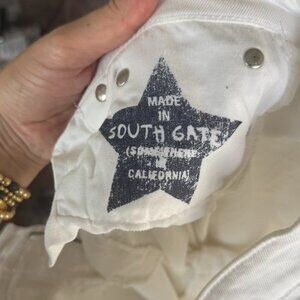 MADE
IN
SOUTH GATE
(SOMEWHERE
IN
CALIFORNIA)